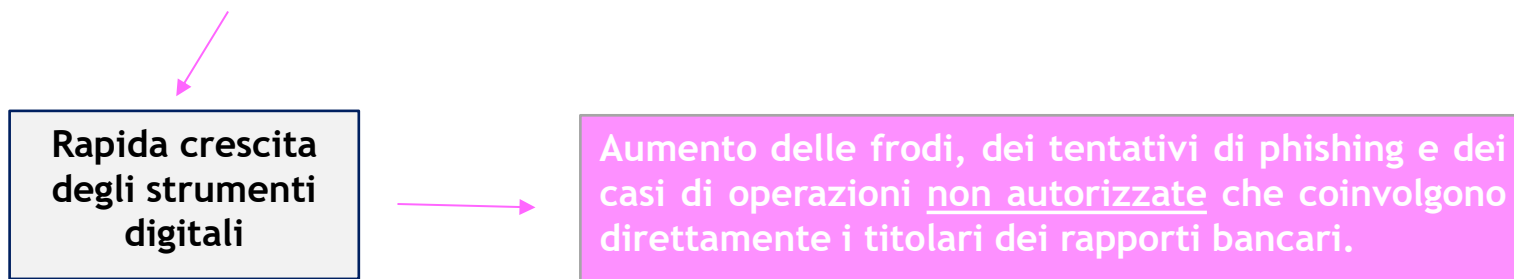 Rapida crescita
degli strumenti
digitali
Aumento delle frodi, dei tentativi di phishing e dei
casi di operazioni non autorizzate che coinvolgono
direttamente i titolari dei rapporti bancari.